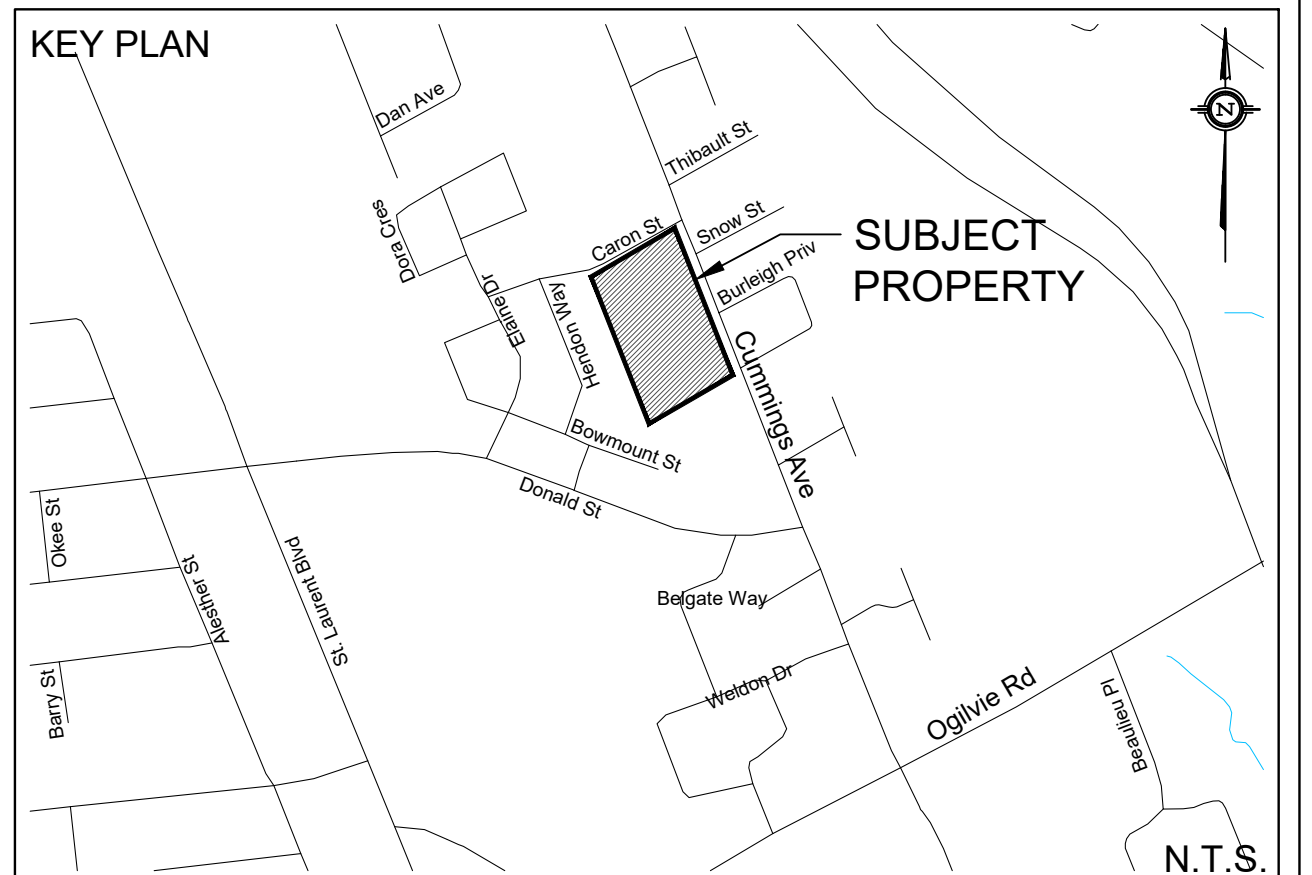 KEY PLAN
Dan Ave
N
Thibault St
Dora Cres
Snow St
Caron St
SUBJECT
PROPERTY
Burleigh Priv
Elaine Dr
Hendon Way
Cummings Ave
Bowmount St
Donald St
Okee St
Alesther St
St. Laurent Blvd
Belgate Way
Barry St
Weldon Dr
Ogilvie Rd
Beaulieu Pl
N.T.S.